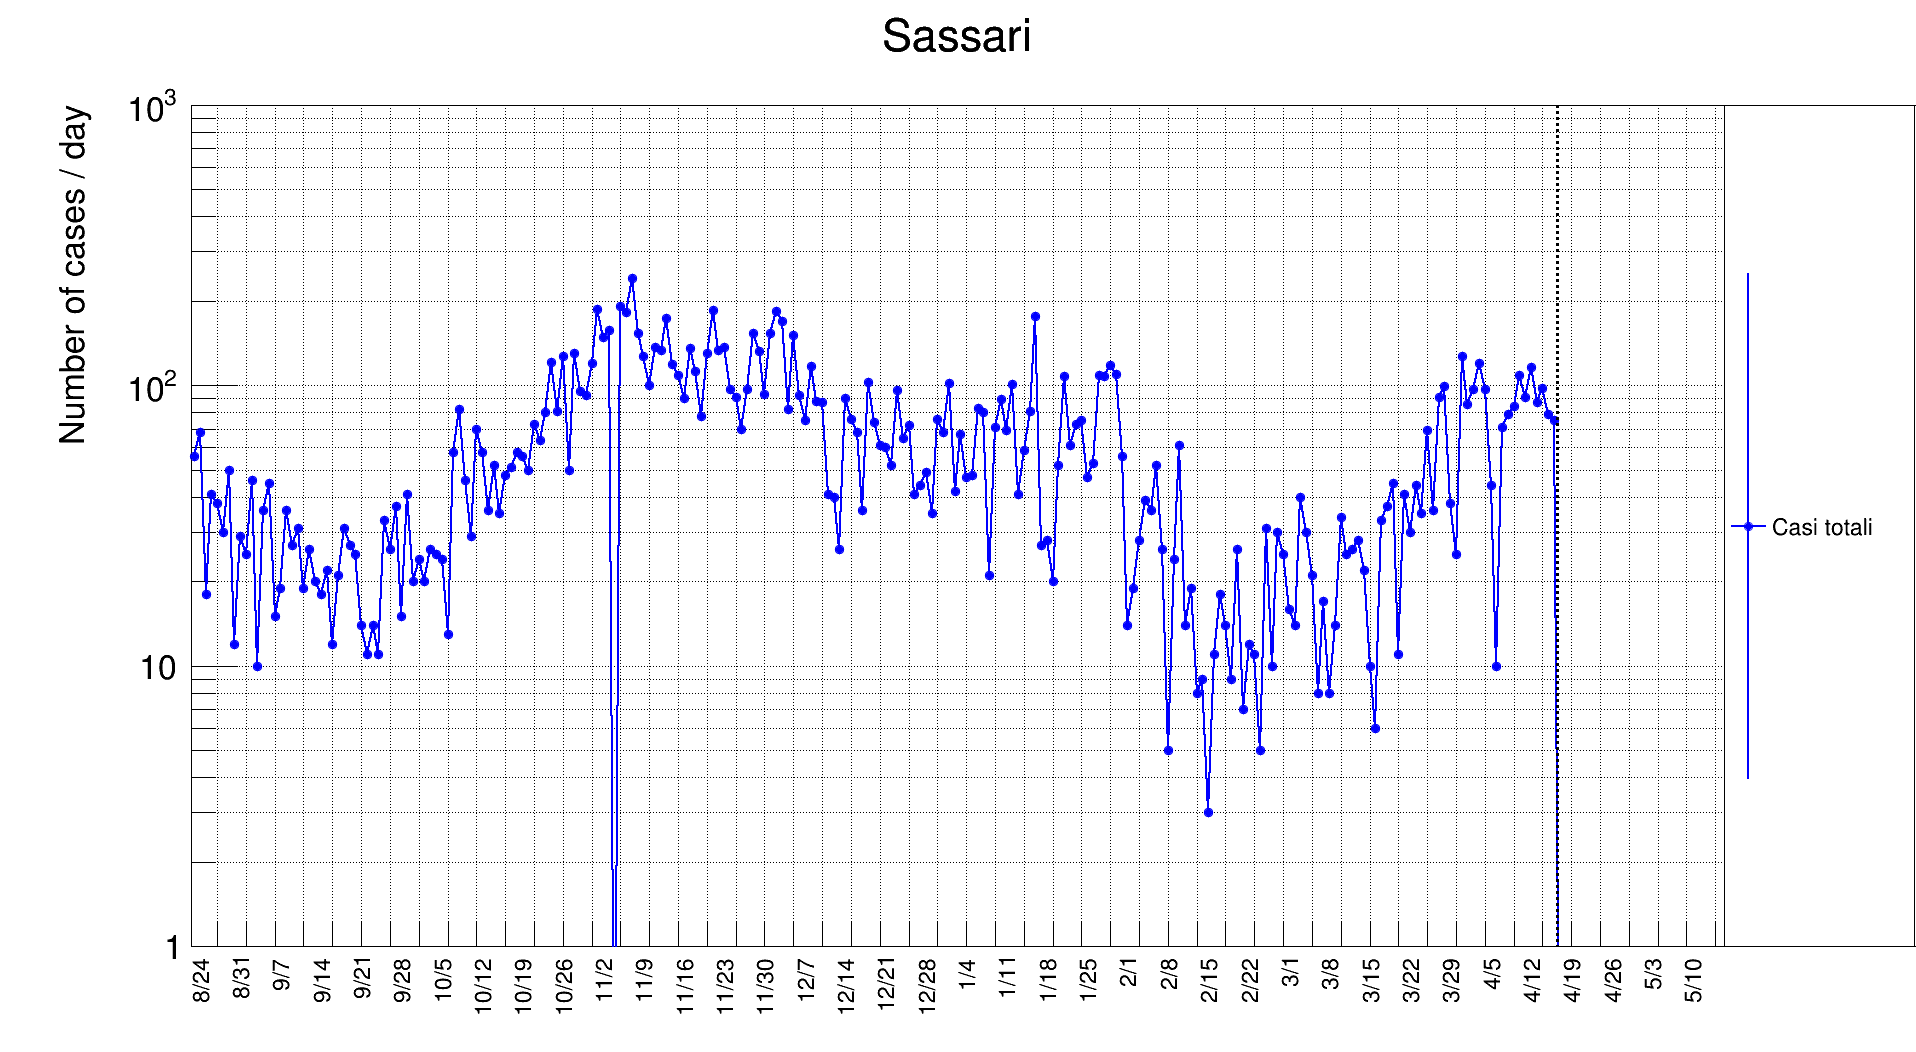 Sassari
Number of cases / day
10³
10²
10
1
8/24 8/31 9/7 9/14 9/21 9/28 10/5 10/12 10/19 10/26 11/2 11/9 11/16 11/23 11/30 12/7 12/14 12/21 12/28 1/4 1/11 1/18 1/25 2/1 2/8 2/15 2/22 3/1 3/8 3/15 3/22 3/29 4/5 4/12 4/19 4/26 5/3 5/10
Casi totali